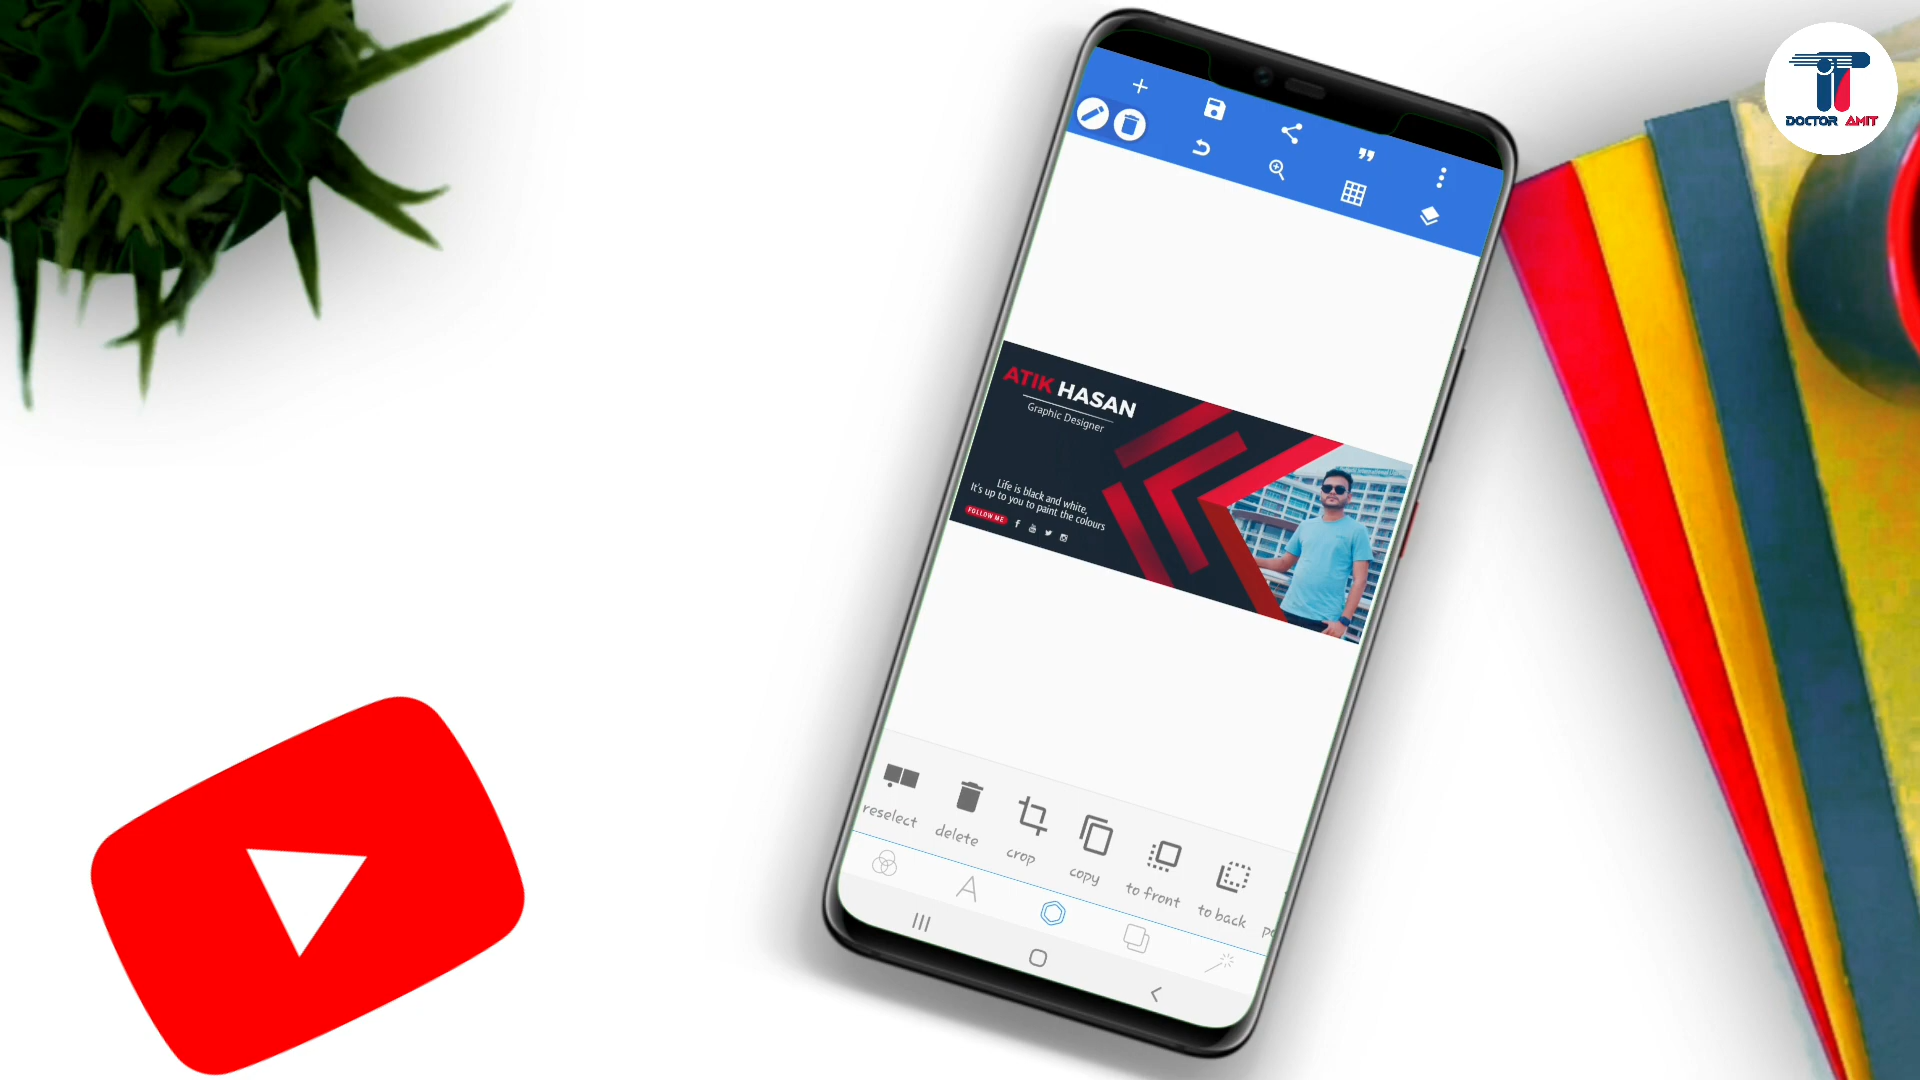 DOCTOR AMIT
ATIK HASAN
Graphic Designer
Life is black and white,
It's up to you to paint the colours
FOLLOW ME
reselect
delete
crop
copy
to front
to back